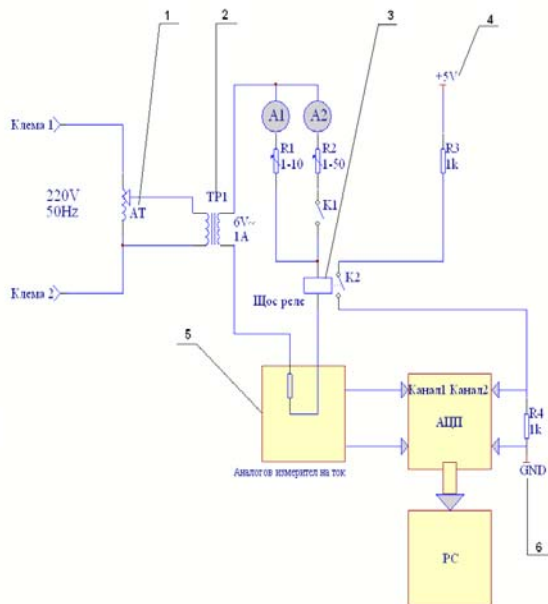 1
2
3
4
+5V
Клема 1
A1
A2
R1
1-10
R2
1-50
R3
1k
220V
50Hz
АТ
ТР1
6V~
1A
K1
K2
Клема 2
Щос реле
5
Канал1 Канал2
АЦП
R4
1k
Аналогов измерител на ток
GND
6
PC